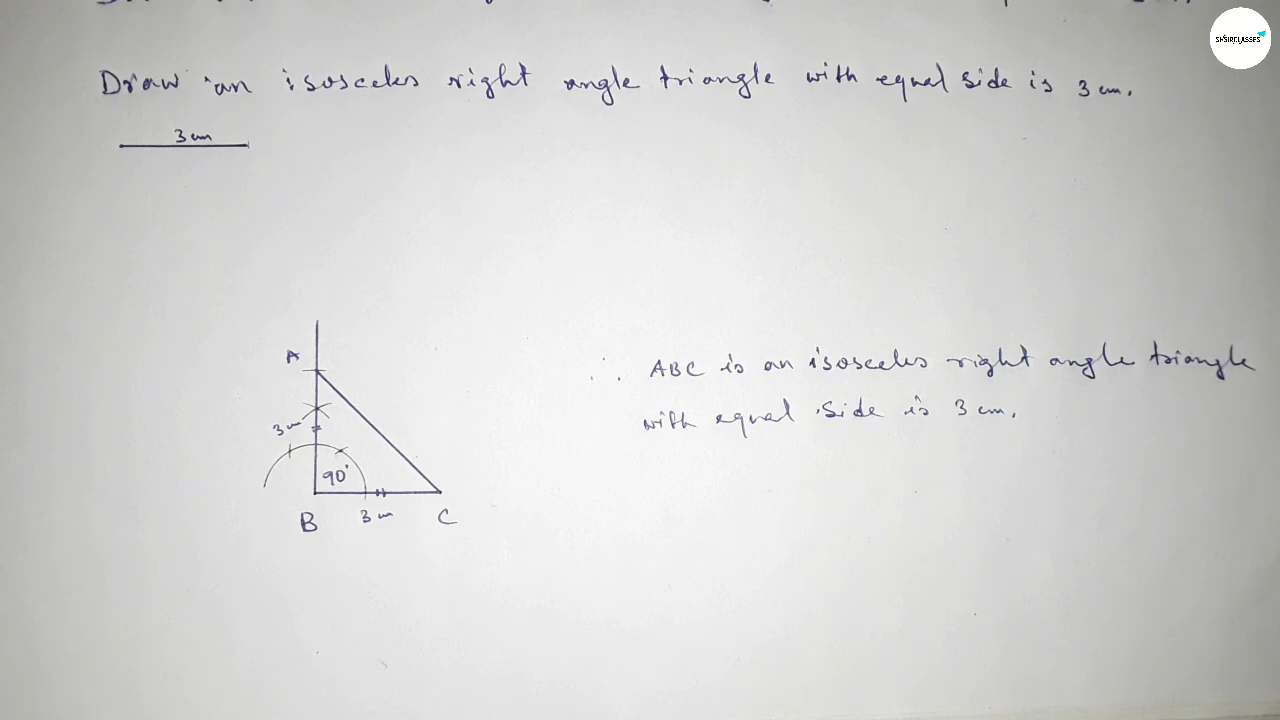 SHSIRCLASSES
Draw an isosceles right angle triangle with equal side is 3 cm.
3 cm
A
3 cm
90°
B
3 cm
C
∴ ABC is an isosceles right angle triangle
with equal side is 3 cm.